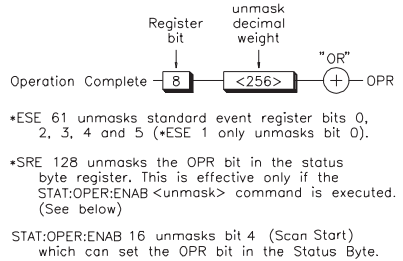 Register bit
unmask decimal weight
"OR"
Operation Complete 8 <256> + OPR
*ESE 61 unmasks standard event register bits 0,
2, 3, 4 and 5 (*ESE 1 only unmasks bit 0).
*SRE 128 unmasks the OPR bit in the status
byte register. This is effective only if the
STAT:OPER:ENAB <unmask> command is executed.
(See below)
STAT:OPER:ENAB 16 unmasks bit 4 (Scan Start)
which can set the OPR bit in the Status Byte.